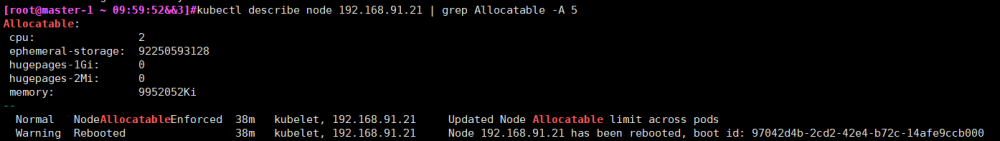 [root@master-1 ~ 09:59:52&&3]#kubectl describe node 192.168.91.21 | grep Allocatable -A 5
Allocatable:
 cpu:                2
 ephemeral-storage:  92250593128
 hugepages-1Gi:      0
 hugepages-2Mi:      0
 memory:             9952052Ki
--
  Normal   NodeAllocatableEnforced  38m   kubelet, 192.168.91.21     Updated Node Allocatable limit across pods
  Warning  Rebooted                 38m   kubelet, 192.168.91.21     Node 192.168.91.21 has been rebooted, boot id: 97042d4b-2cd2-42e4-b72c-14afe9ccb000